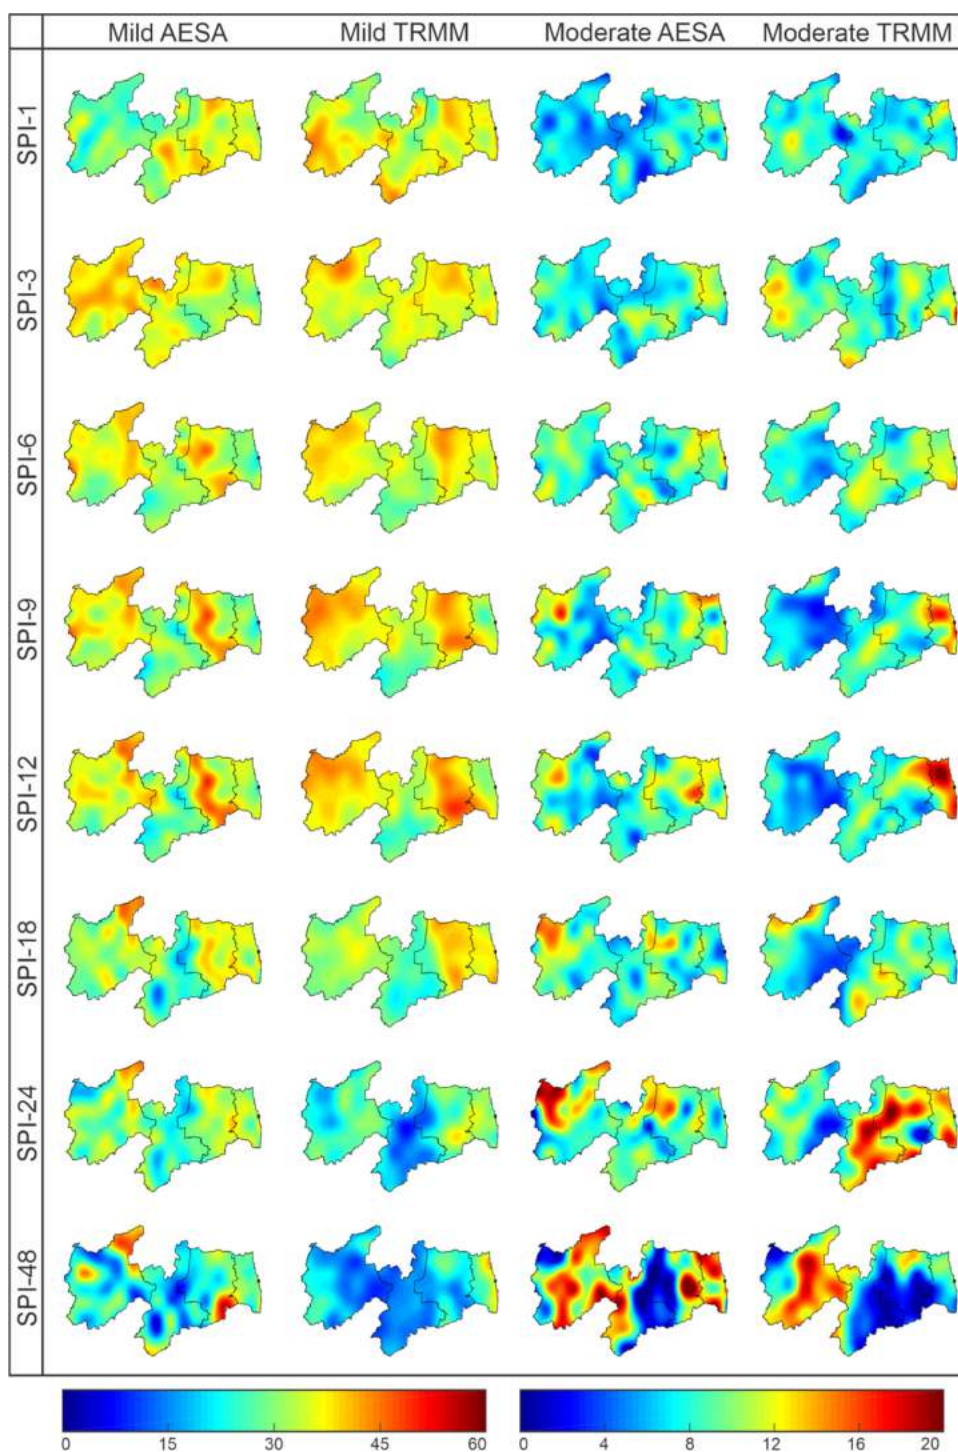 Mild AESA Mild TRMM Moderate AESA Moderate TRMM
SPI-1
SPI-3
SPI-6
SPI-9
SPI-12
SPI-18
SPI-24
SPI-48
0 15 30 45 60 0 4 8 12 16 20